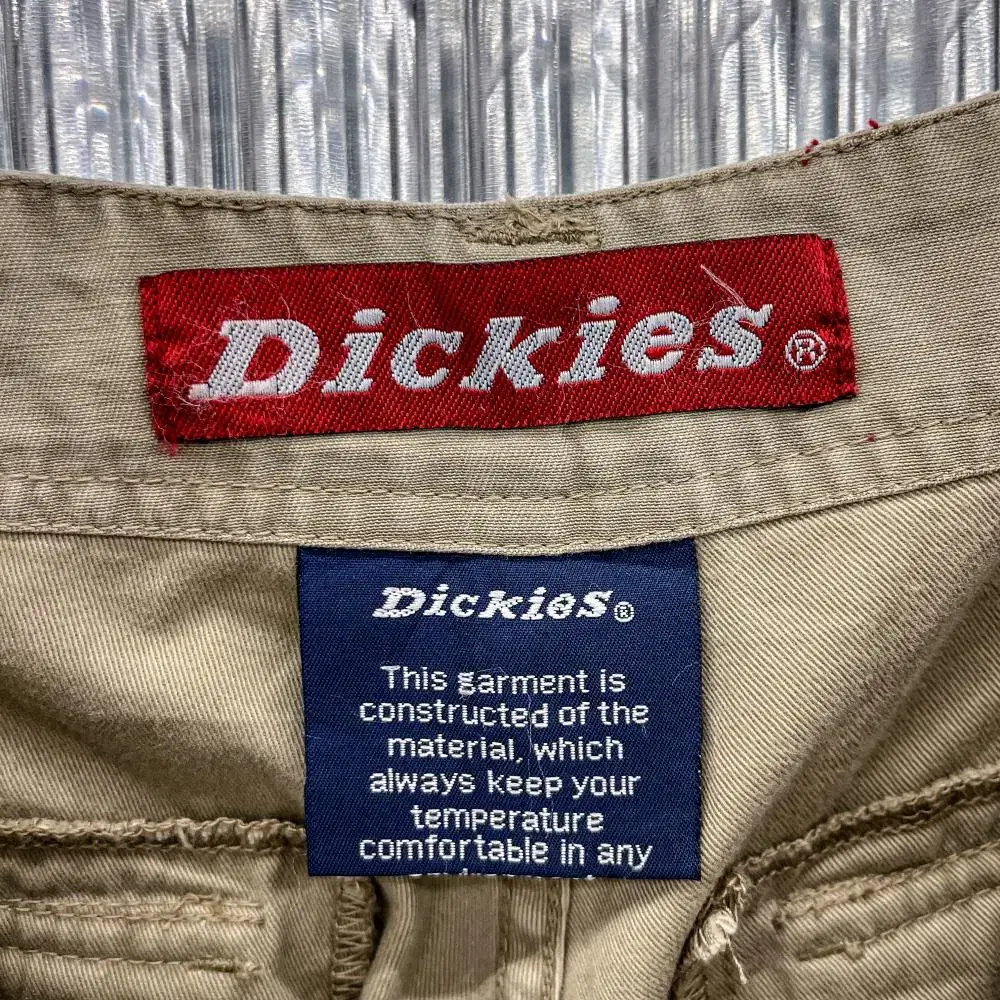 Dickies®
Dickies®
This garment is
constructed of the
material, which
always keep your
temperature
comfortable in any